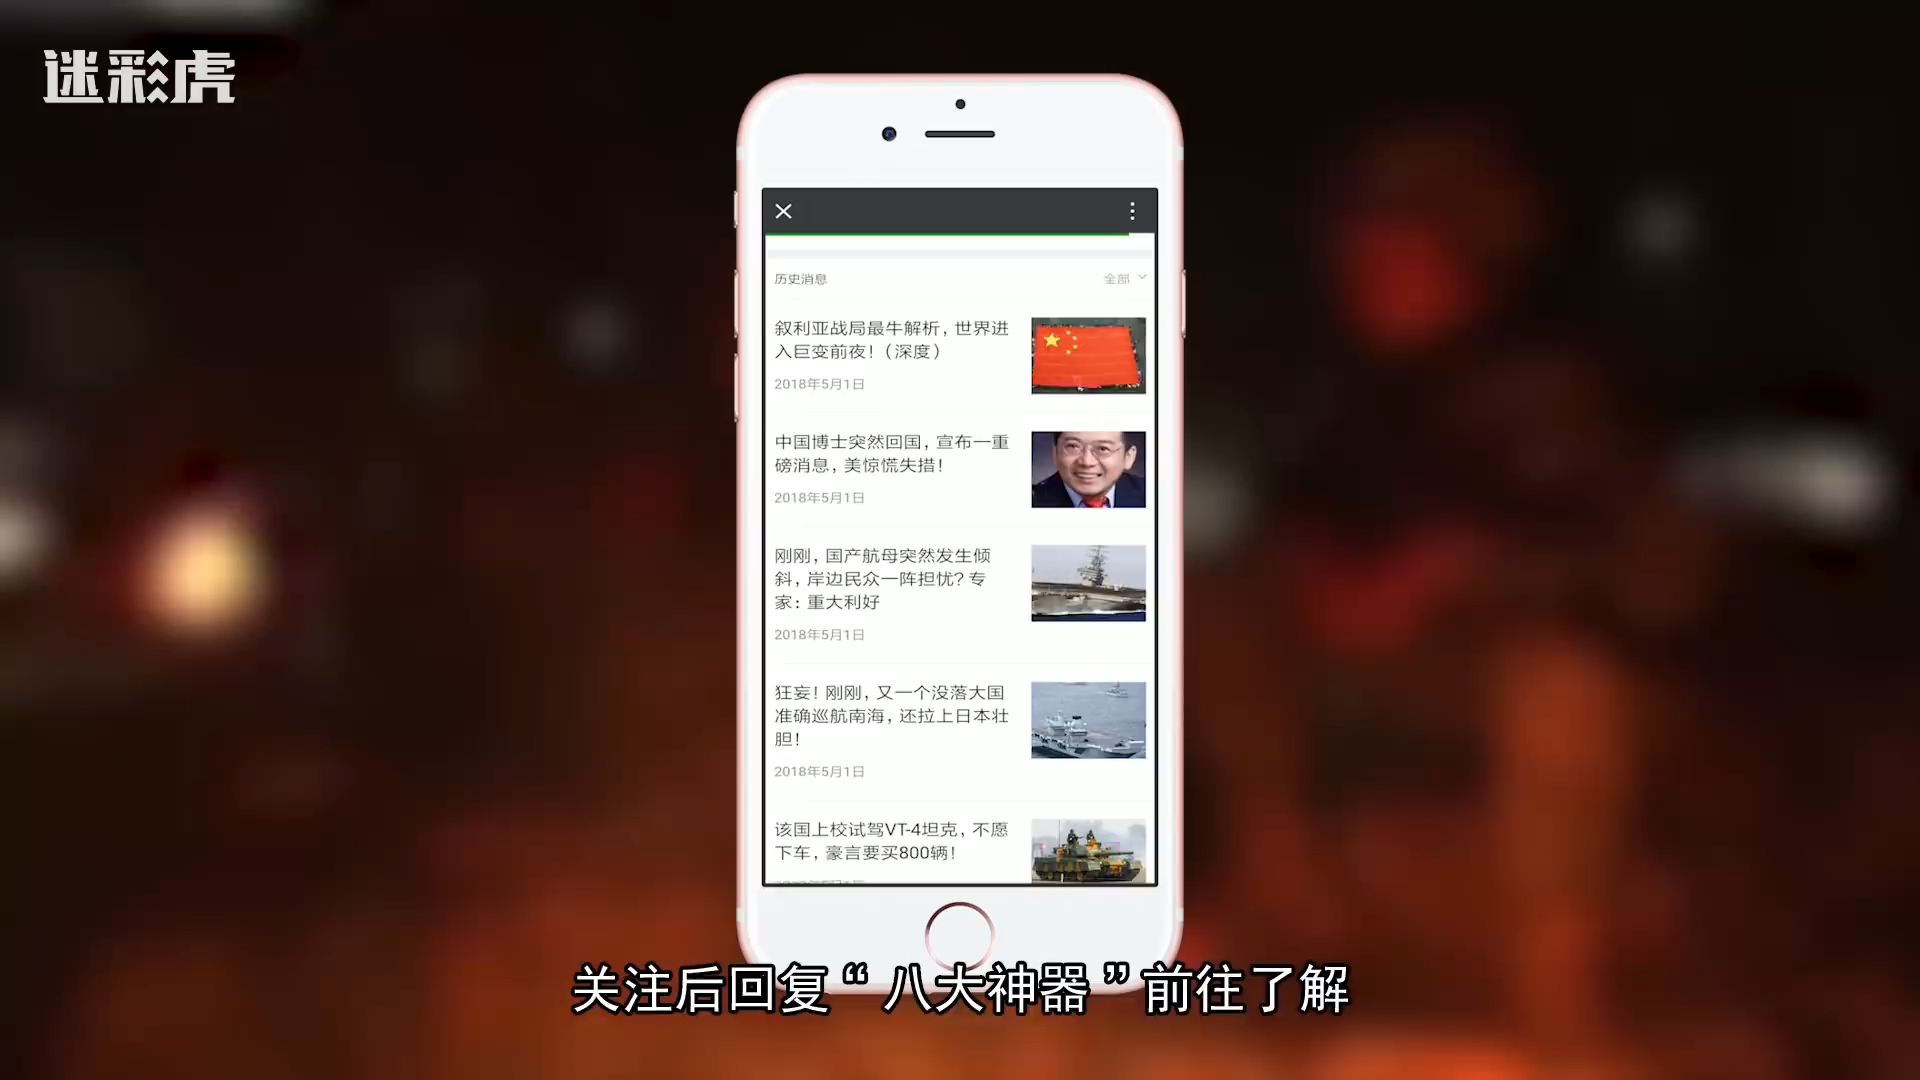 迷彩虎
历史消息
全部
叙利亚战局最牛解析，世界进
入巨变前夜！（深度）
2018年5月1日
中国博士突然回国，宣布一重
磅消息，美惊慌失措！
2018年5月1日
刚刚，国产航母突然发生倾
斜，岸边民众一阵担忧？专
家：重大利好
2018年5月1日
狂妄！刚刚，又一个没落大国
准确巡航南海，还拉上日本壮
胆！
2018年5月1日
该国上校试驾VT-4坦克，不愿
下车，豪言要买800辆！
关注后回复“八大神器”前往了解